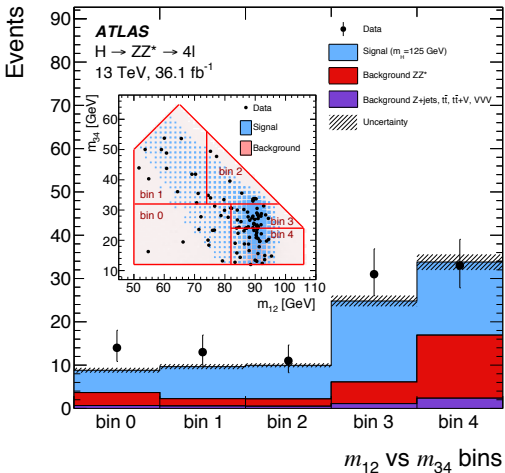 Events
90
80
70
60
50
40
30
20
10
0
ATLAS
H → ZZ* → 4l
13 TeV, 36.1 fb⁻¹
Data
Signal (m_H=125 GeV)
Background ZZ*
Background Z+jets, tt̄, tt̄+V, VVV
Uncertainty
m₃₄ [GeV]
60
50
40
30
20
10
Data
Signal
Background
bin 2
bin 1
bin 0
bin 3
bin 4
50 60 70 80 90 100 110
m₁₂ [GeV]
bin 0 bin 1 bin 2 bin 3 bin 4
m₁₂ vs m₃₄ bins